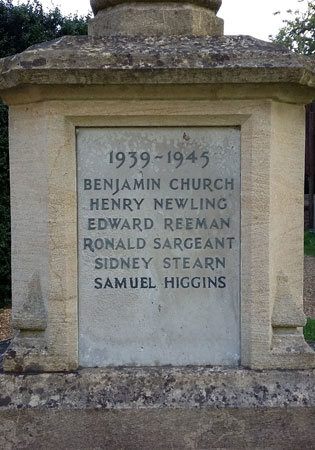 1939-1945
BENJAMIN CHURCH
HENRY NEWLING
EDWARD REEMAN
RONALD SARGEANT
SIDNEY STEARN
SAMUEL HIGGINS